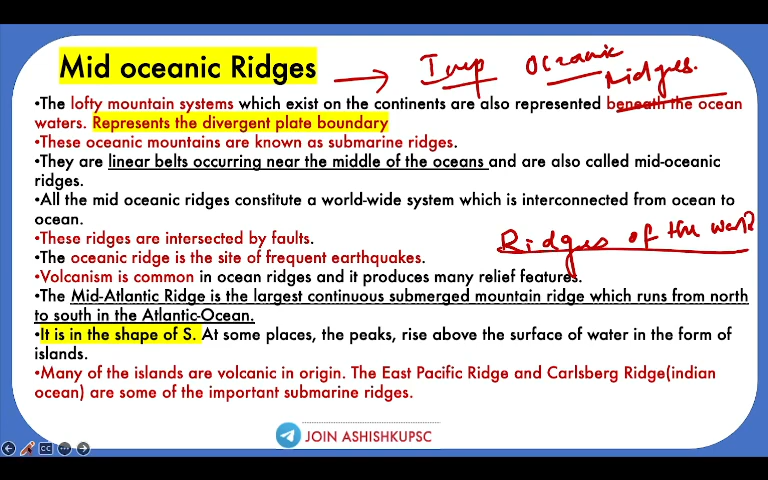 Mid oceanic Ridges
Imp Oceanic
Ridges.
•The lofty mountain systems which exist on the continents are also represented beneath the ocean
waters. Represents the divergent plate boundary
•These oceanic mountains are known as submarine ridges.
•They are linear belts occurring near the middle of the oceans and are also called mid-oceanic
ridges.
•All the mid oceanic ridges constitute a world-wide system which is interconnected from ocean to
ocean.
Ridges of the world
•These ridges are intersected by faults.
•The oceanic ridge is the site of frequent earthquakes.
•Volcanism is common in ocean ridges and it produces many relief features.
•The Mid-Atlantic Ridge is the largest continuous submerged mountain ridge which runs from north
to south in the Atlantic-Ocean.
•It is in the shape of S. At some places, the peaks, rise above the surface of water in the form of
islands.
•Many of the islands are volcanic in origin. The East Pacific Ridge and Carlsberg Ridge(indian
ocean) are some of the important submarine ridges.
JOIN ASHISHKUPSC
CC